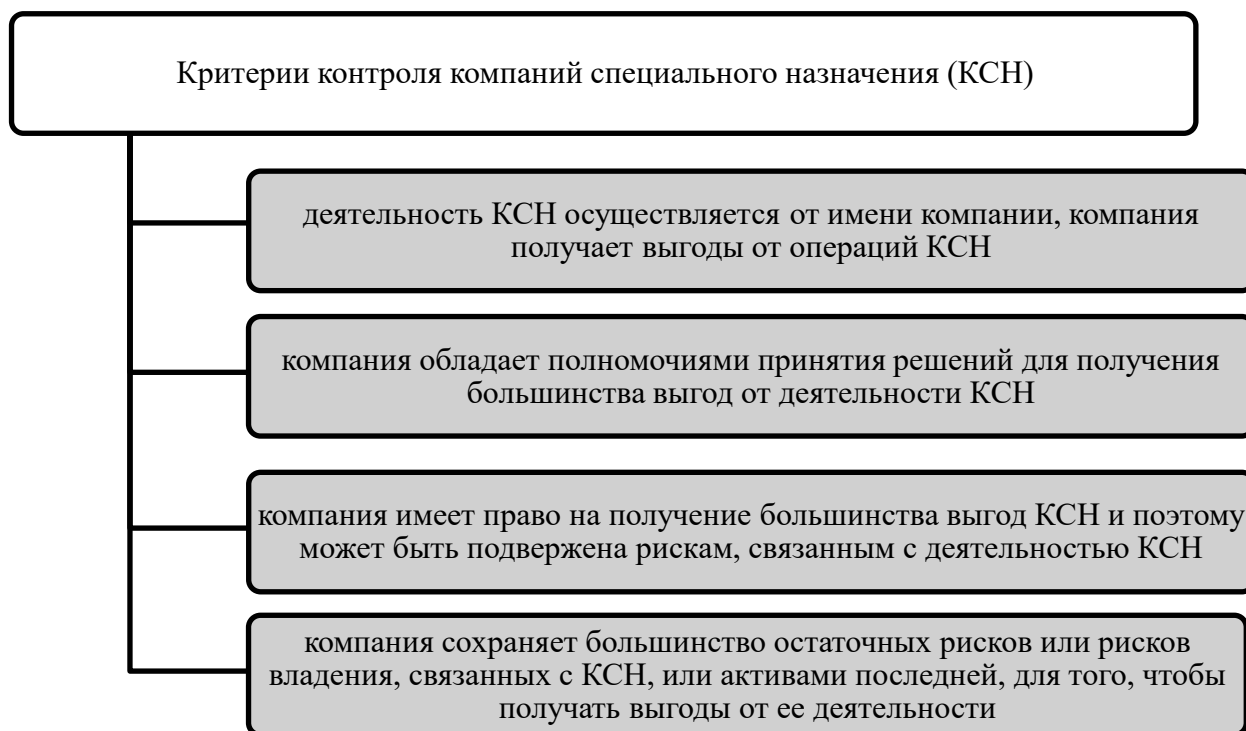 Критерии контроля компаний специального назначения (КСН)
деятельность КСН осуществляется от имени компании, компания
получает выгоды от операций КСН
компания обладает полномочиями принятия решений для получения
большинства выгод от деятельности КСН
компания имеет право на получение большинства выгод КСН и поэтому
может быть подвержена рискам, связанным с деятельностью КСН
компания сохраняет большинство остаточных рисков или рисков
владения, связанных с КСН, или активами последней, для того, чтобы
получать выгоды от ее деятельности